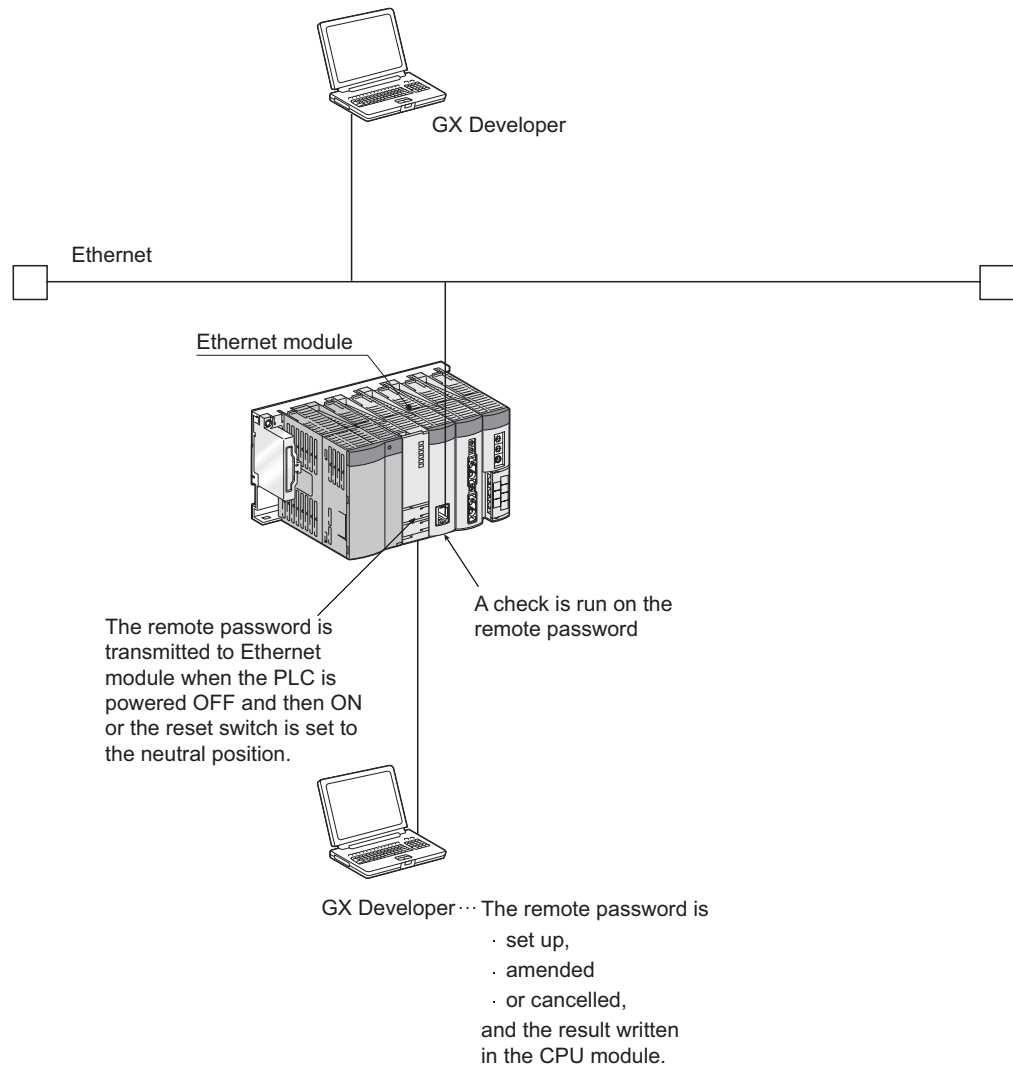 GX Developer
Ethernet
Ethernet module
A check is run on the
remote password
The remote password is
transmitted to Ethernet
module when the PLC is
powered OFF and then ON
or the reset switch is set to
the neutral position.
GX Developer ··· The remote password is
· set up,
· amended
· or cancelled,
and the result written
in the CPU module.